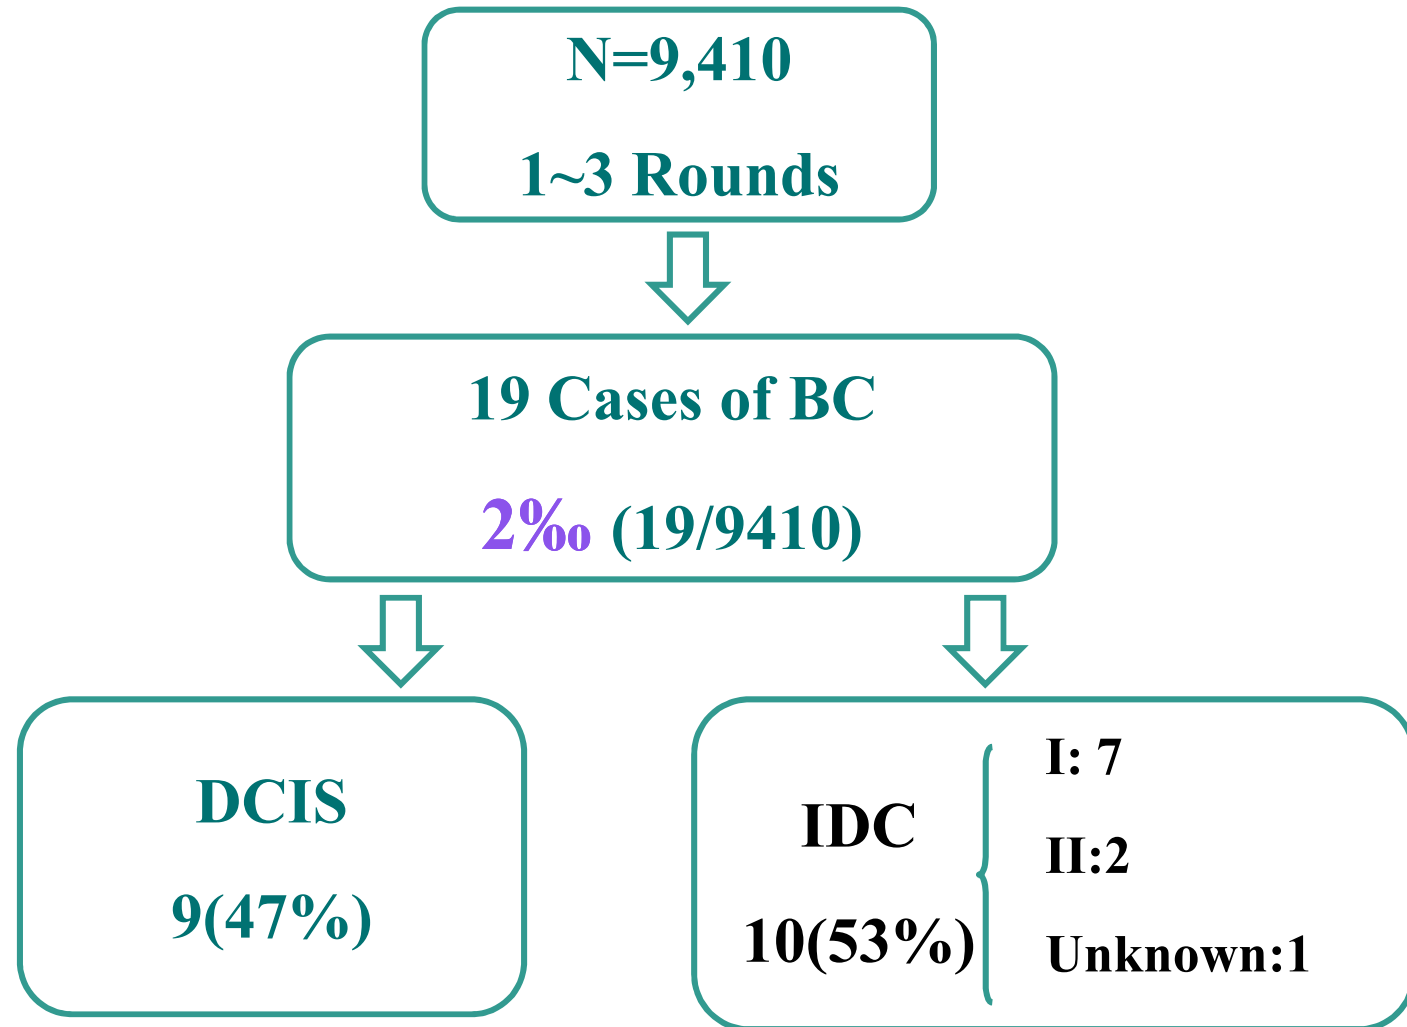 N=9,410
1~3 Rounds
19 Cases of BC
2‰ (19/9410)
DCIS
9(47%)
IDC
10(53%)
I: 7
II:2
Unknown:1